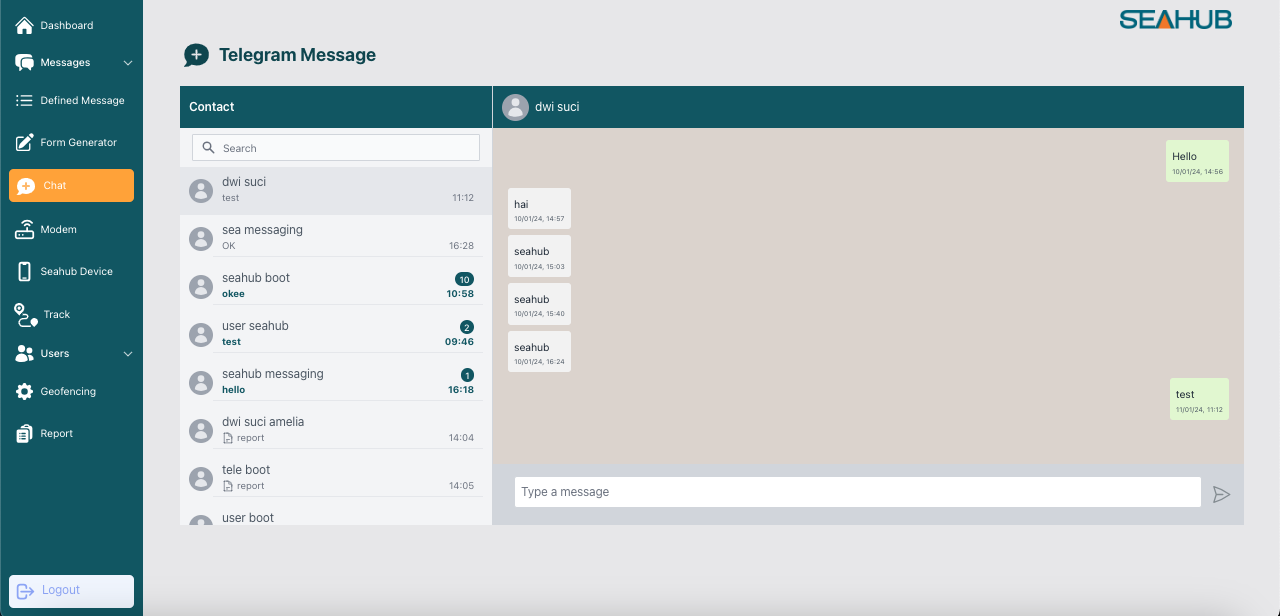 Dashboard
Messages
Defined Message
Form Generator
Chat
Modem
Seahub Device
Track
Users
Geofencing
Report
Logout
SEAHUB
Telegram Message
Contact
Search
dwi suci
test 11:12
sea messaging
OK 16:28
seahub boot 10
okee 10:58
user seahub 2
test 09:46
seahub messaging 1
hello 16:18
dwi suci amelia
report 14:04
tele boot
report 14:05
user boot
dwi suci
Hello
10/01/24, 14:56
hai
10/01/24, 14:57
seahub
10/01/24, 15:03
seahub
10/01/24, 15:40
seahub
10/01/24, 16:24
test
11/01/24, 11:12
Type a message